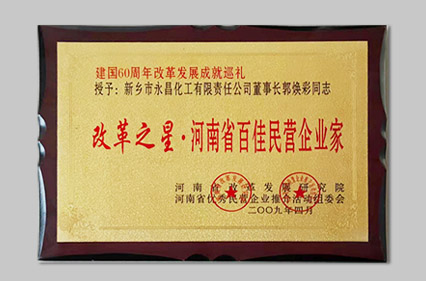 建国60周年改革发展成就巡礼
授予：新乡市永昌化工有限责任公司董事长郭焕彩同志
改革之星·河南省百佳民营企业家
河南省改革发展研究院
河南省优秀民营企业推介活动组委会
二〇〇九年四月